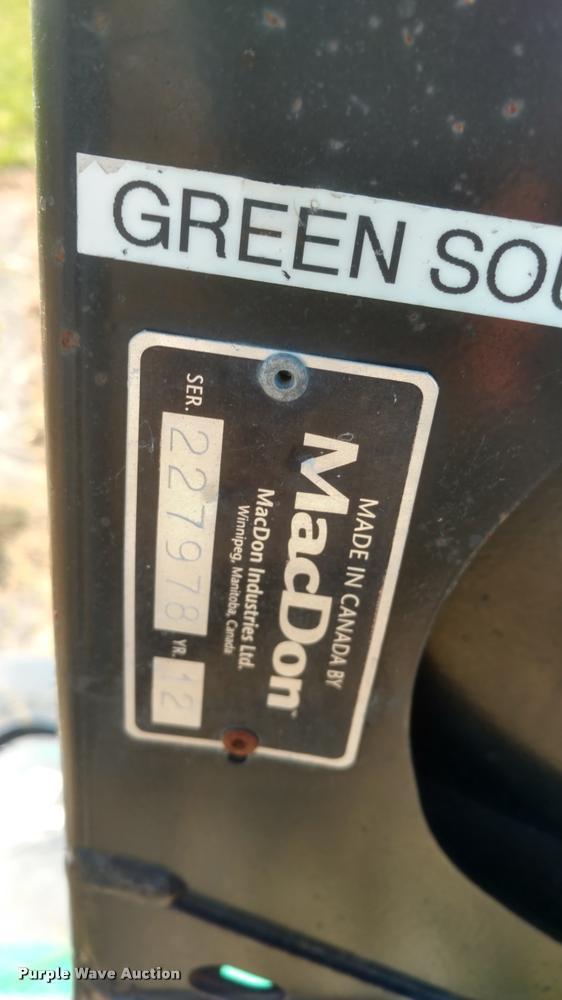 GREEN SOU
MADE IN CANADA BY
MacDon
MacDon Industries Ltd.
Winnipeg, Manitoba, Canada
SER. 227978 YR. 12
Purple Wave Auction